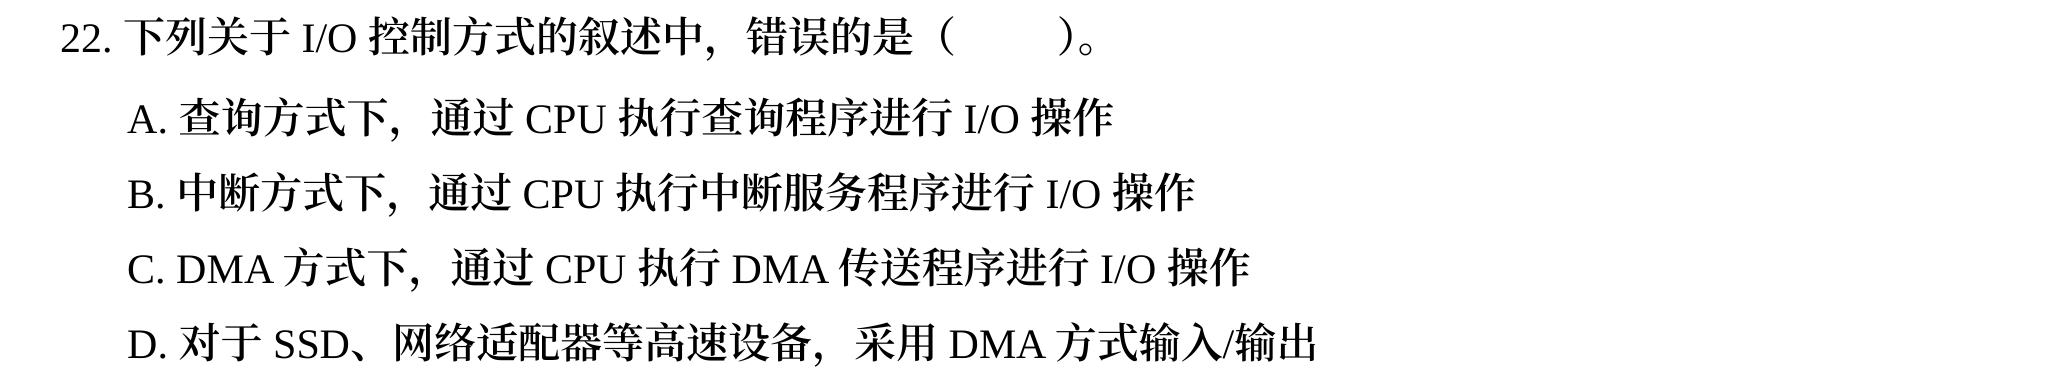 22. 下列关于 I/O 控制方式的叙述中，错误的是（　　）。
A. 查询方式下，通过 CPU 执行查询程序进行 I/O 操作
B. 中断方式下，通过 CPU 执行中断服务程序进行 I/O 操作
C. DMA 方式下，通过 CPU 执行 DMA 传送程序进行 I/O 操作
D. 对于 SSD、网络适配器等高速设备，采用 DMA 方式输入/输出